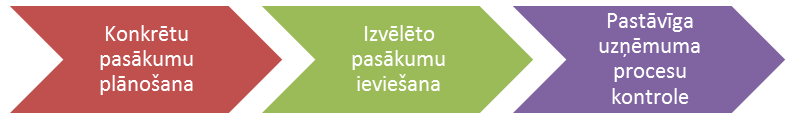 Konkrētu
pasākumu
plānošana
Izvēlēto
pasākumu
ieviešana
Pastāvīga
uzņēmuma
procesu
kontrole